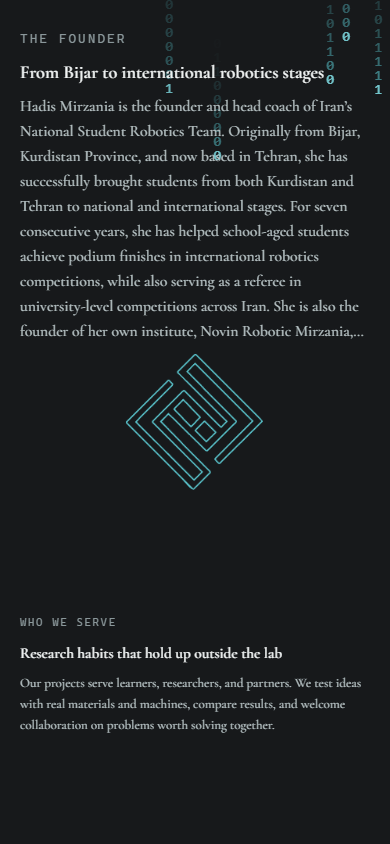 THE FOUNDER
From Bijar to international robotics stages
Hadis Mirzania is the founder and head coach of Iran's
National Student Robotics Team. Originally from Bijar,
Kurdistan Province, and now based in Tehran, she has
successfully brought students from both Kurdistan and
Tehran to national and international stages. For seven
consecutive years, she has helped school-aged students
achieve podium finishes in international robotics
competitions, while also serving as a referee in
university-level competitions across Iran. She is also the
founder of her own institute, Novin Robotic Mirzania,...
WHO WE SERVE
Research habits that hold up outside the lab
Our projects serve learners, researchers, and partners. We test ideas
with real materials and machines, compare results, and welcome
collaboration on problems worth solving together.